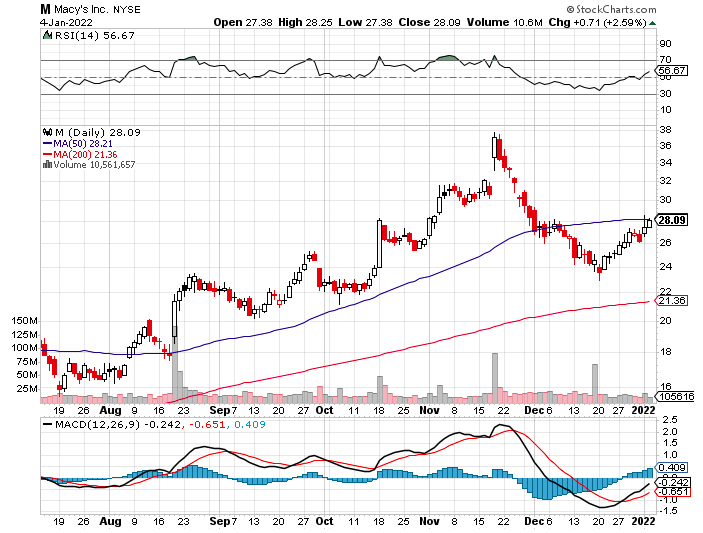 M Macy's Inc. NYSE © StockCharts.com
4-Jan-2022 Open 27.38 High 28.25 Low 27.38 Close 28.09 Volume 10.6M Chg +0.71 (+2.59%)
RSI(14) 56.67
90
70
56.67
50
30
10
M (Daily) 28.09
MA(50) 28.21
MA(200) 21.36
Volume 10,561,657
38
36
34
32
30
28.09
28
26
24
22
21.36
20
18
16
150M
125M
100M
75M
50M
25M
105616
19 26 Aug 9 16 23 Sep 7 13 20 27 Oct 11 18 25 Nov 8 15 22 Dec 6 13 20 27 2022
MACD(12,26,9) -0.242, -0.651, 0.409
2.5
2.0
1.5
1.0
0.409
-0.242
-0.651
-1.0
-1.5
19 26 Aug 9 16 23 Sep 7 13 20 27 Oct 11 18 25 Nov 8 15 22 Dec 6 13 20 27 2022